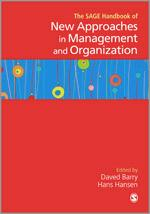 The SAGE Handbook of
New Approaches
in Management
and Organization
Edited by
Daved Barry
Hans Hansen